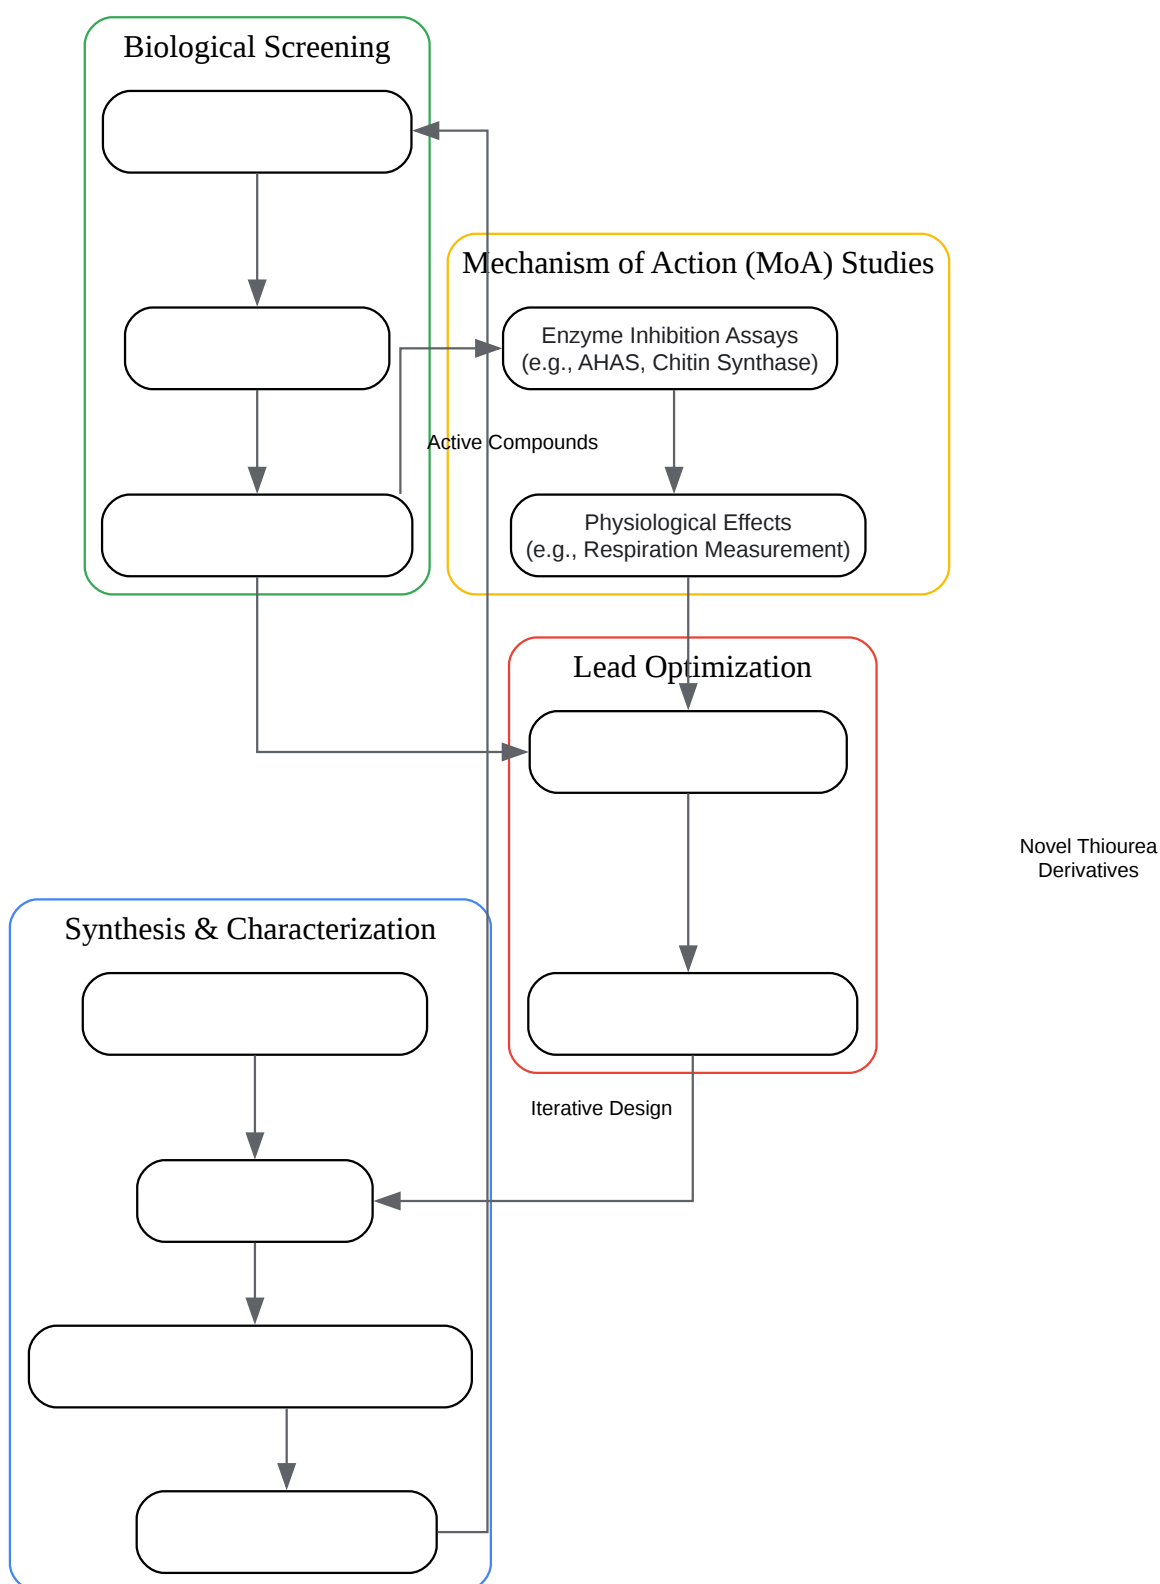 Biological Screening
Mechanism of Action (MoA) Studies
Enzyme Inhibition Assays
(e.g., AHAS, Chitin Synthase)
Active Compounds
Physiological Effects
(e.g., Respiration Measurement)
Lead Optimization
Novel Thiourea
Derivatives
Synthesis & Characterization
Iterative Design